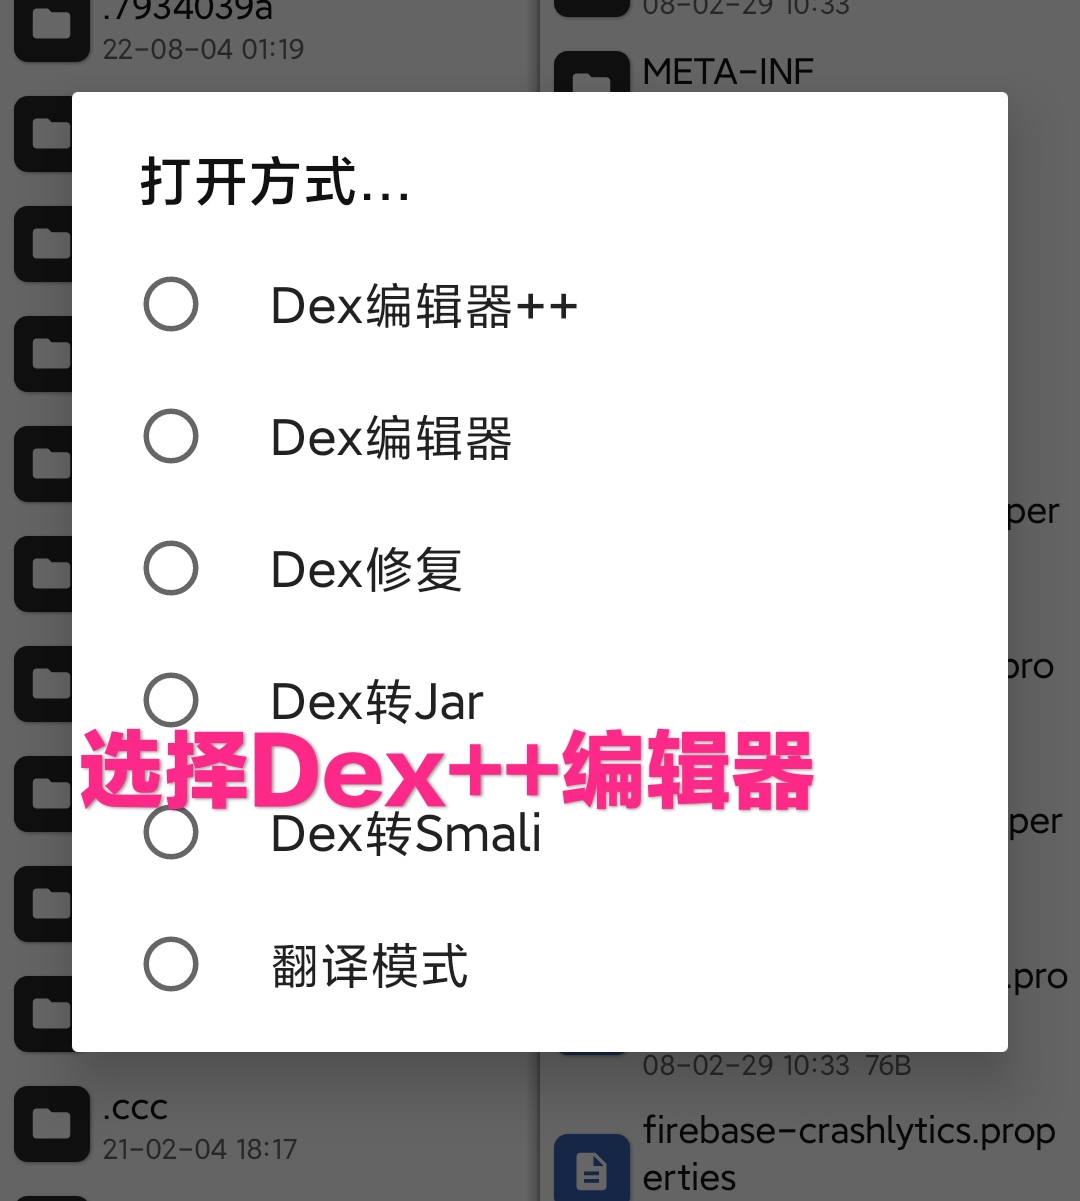 .7934039a
22-08-04 01:19
08-02-29 10:33
META-INF
打开方式...
Dex编辑器++
Dex编辑器
Dex修复
Dex转Jar
选择Dex++编辑器
Dex转Smali
翻译模式
per
pro
per
.pro
08-02-29 10:33 76B
.ccc
21-02-04 18:17
firebase-crashlytics.prop
erties